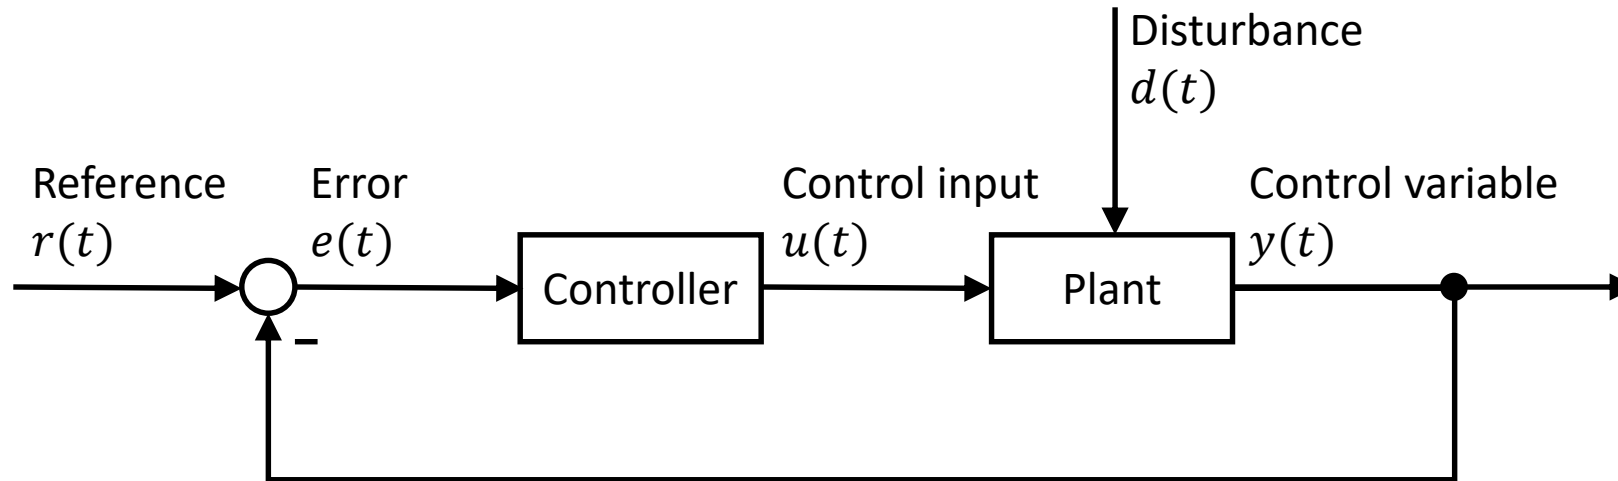 Disturbance
d(t)
Reference
r(t)
Error
e(t)
Control input
u(t)
Control variable
y(t)
Controller
Plant
-